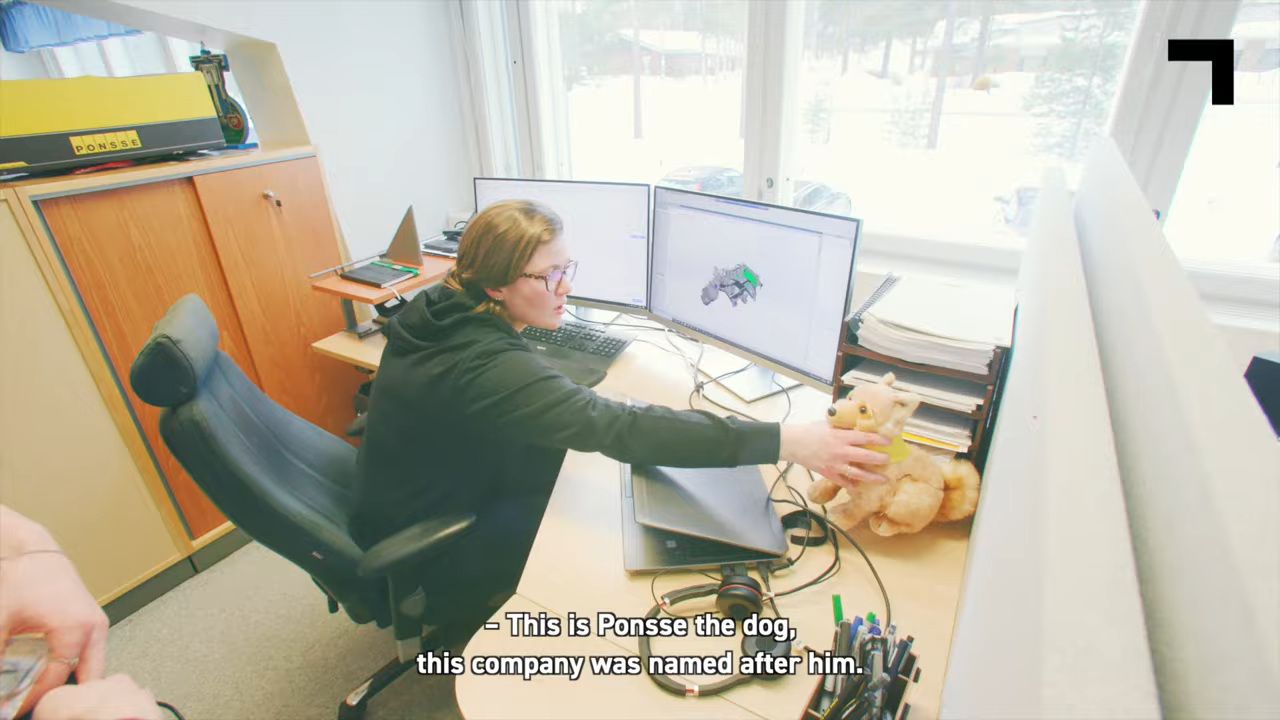 PONSSE
– This is Ponsse the dog,
this company was named after him.